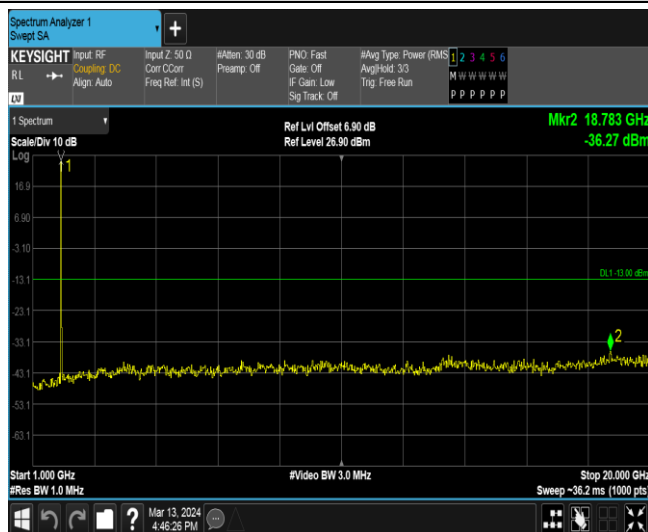 Spectrum Analyzer 1
Swept SA
+
KEYSIGHT
RL
LXI
Input: RF
Coupling: DC
Align: Auto
Input Z: 50 Ω
Corr CCorr
Freq Ref: Int (S)
#Atten: 30 dB
Preamp: Off
PNO: Fast
Gate: Off
IF Gain: Low
Sig Track: Off
#Avg Type: Power (RMS
Avg|Hold: 3/3
Trig: Free Run
1 2 3 4 5 6
M W W W W W
P P P P P P
1 Spectrum
Scale/Div 10 dB
Log
Ref Lvl Offset 6.90 dB
Ref Level 26.90 dBm
Mkr2 18.783 GHz
-36.27 dBm
1
16.9
6.90
-3.10
-13.1
DL1 -13.00 dBm
-23.1
-33.1
2
-43.1
-53.1
-63.1
Start 1.000 GHz
#Video BW 3.0 MHz
Stop 20.000 GHz
#Res BW 1.0 MHz
Sweep ~36.2 ms (1000 pts)
?
Mar 13, 2024
4:46:26 PM